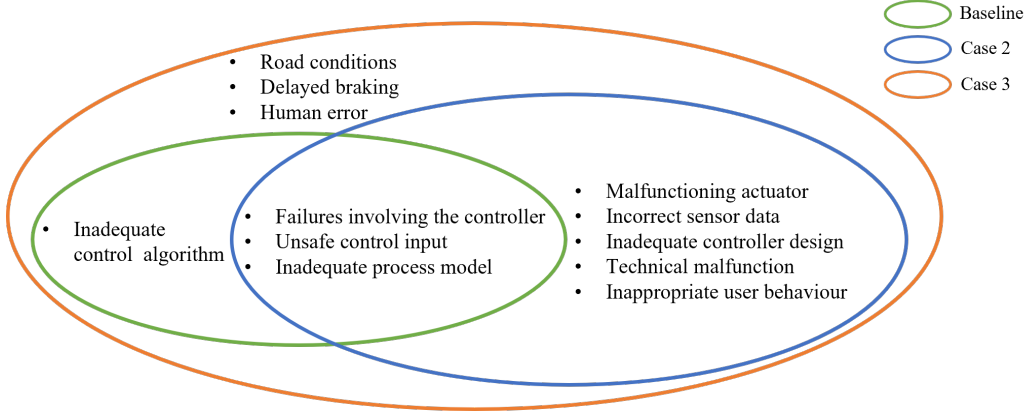 Baseline
Case 2
Case 3
• Road conditions
• Delayed braking
• Human error
• Inadequate
control algorithm
• Failures involving the controller
• Unsafe control input
• Inadequate process model
• Malfunctioning actuator
• Incorrect sensor data
• Inadequate controller design
• Technical malfunction
• Inappropriate user behaviour